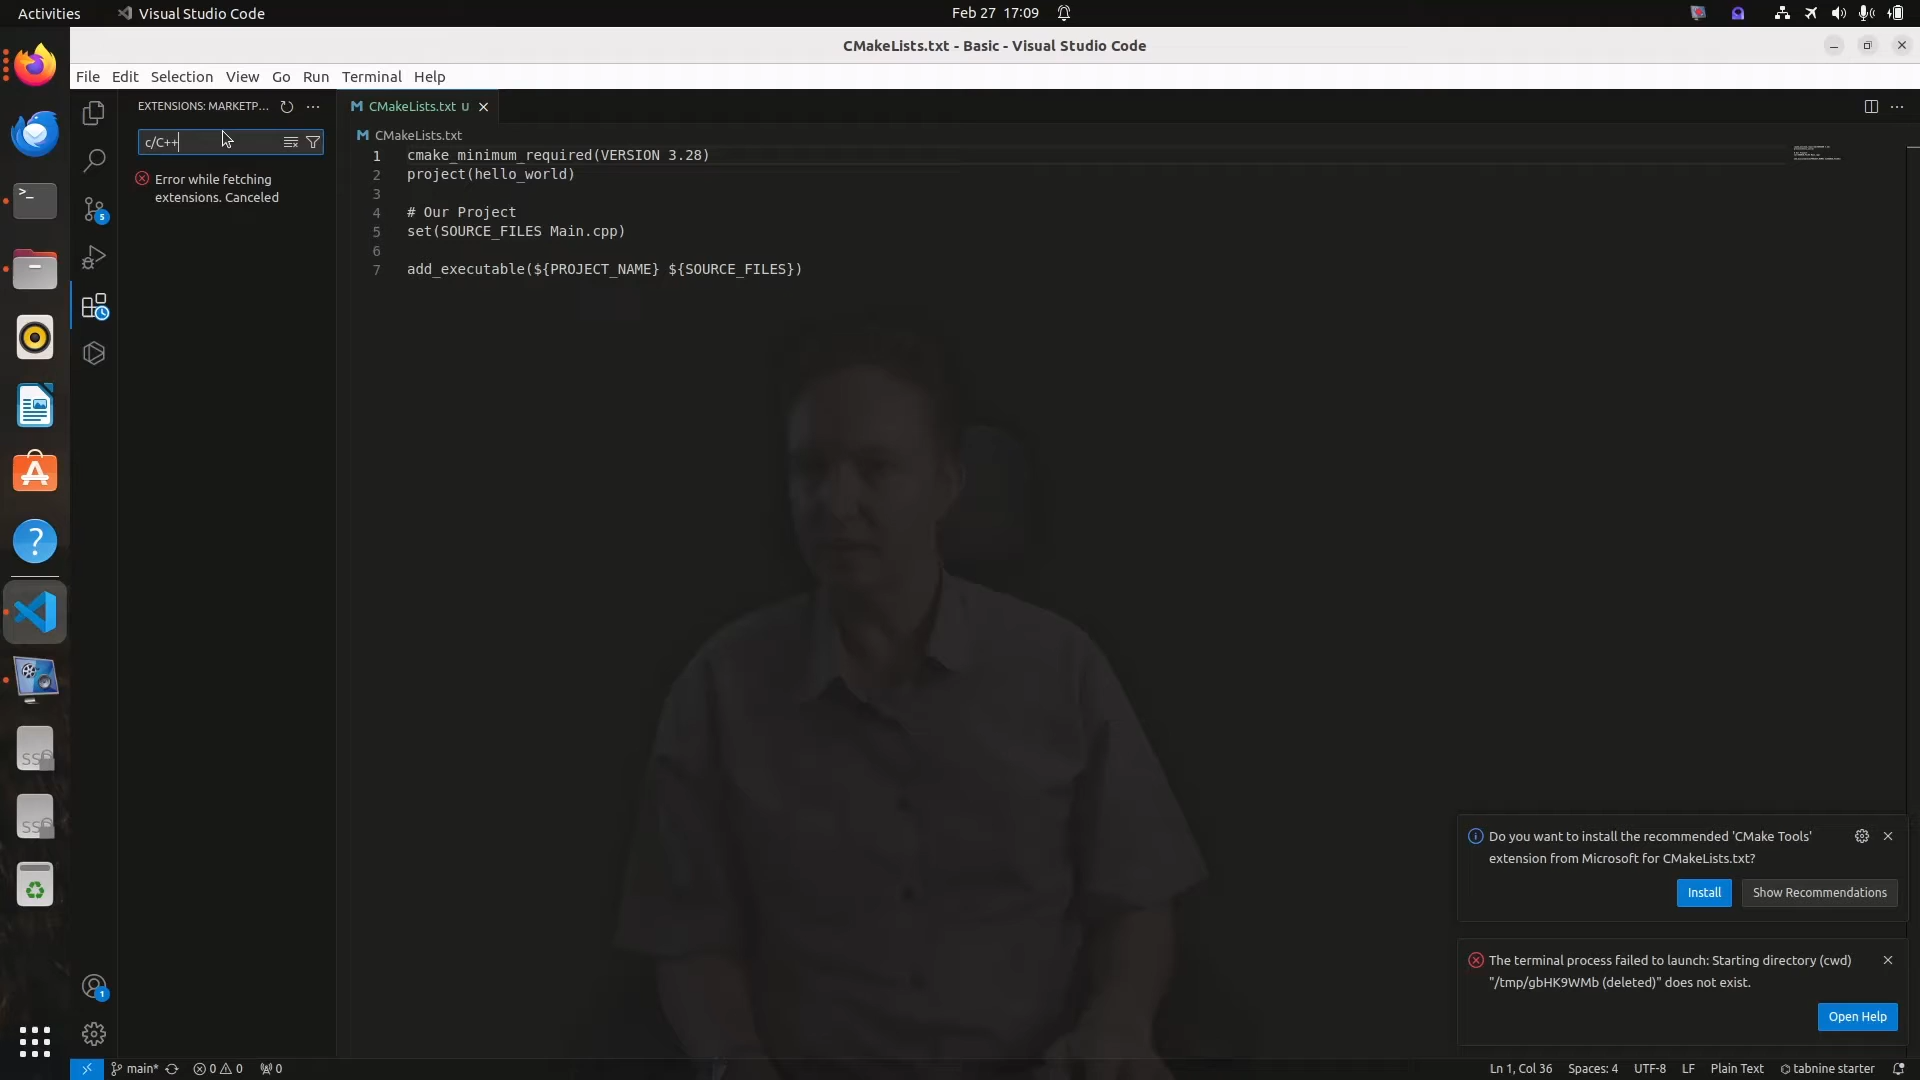 Activities
Visual Studio Code
Feb 27 17:09
CMakeLists.txt - Basic - Visual Studio Code
File Edit Selection View Go Run Terminal Help
EXTENSIONS: MARKETP...
CMakeLists.txt U
c/C++
CMakeLists.txt
Error while fetching
extensions. Canceled
1 cmake_minimum_required(VERSION 3.28)
2 project(hello_world)
3
4 # Our Project
5 set(SOURCE_FILES Main.cpp)
6
7 add_executable(${PROJECT_NAME} ${SOURCE_FILES})
5
Do you want to install the recommended 'CMake Tools'
extension from Microsoft for CMakeLists.txt?
Install
Show Recommendations
The terminal process failed to launch: Starting directory (cwd)
"/tmp/gbHK9WMb (deleted)" does not exist.
Open Help
1
main* 0 0 0
Ln 1, Col 36 Spaces: 4 UTF-8 LF Plain Text tabnine starter